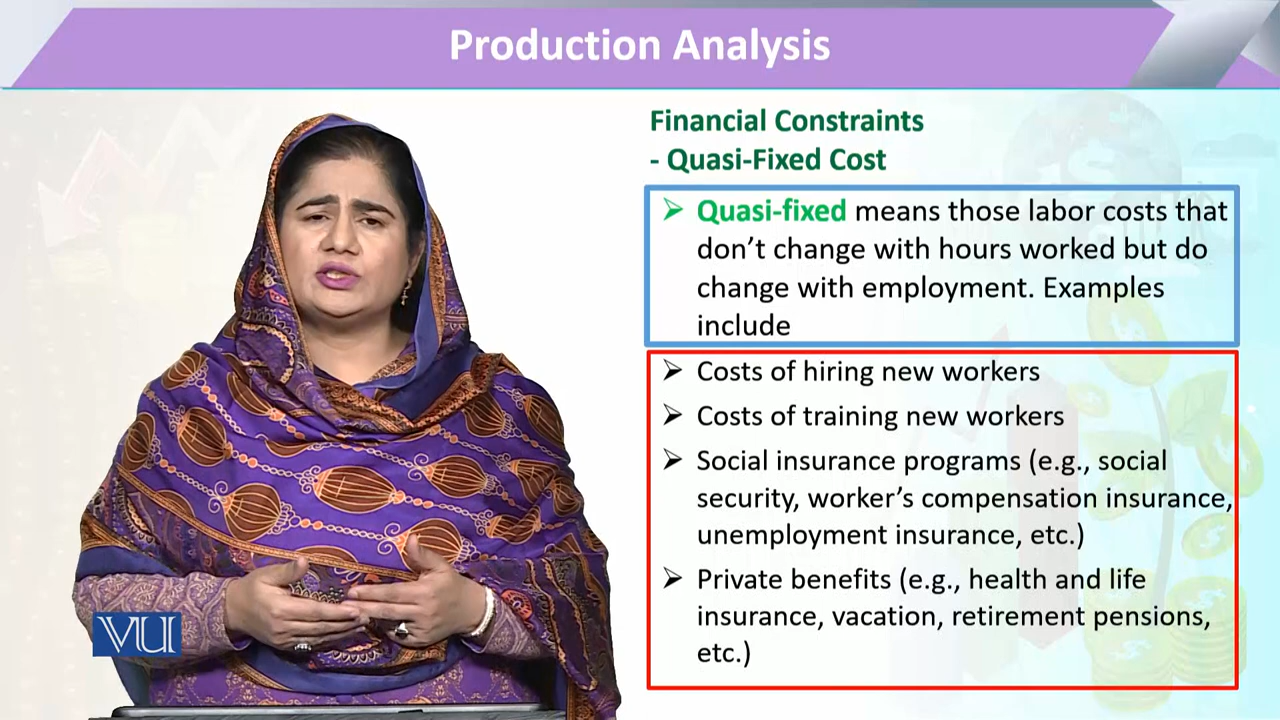 Production Analysis
Financial Constraints
- Quasi-Fixed Cost
➢ Quasi-fixed means those labor costs that
don’t change with hours worked but do
change with employment. Examples
include
➢ Costs of hiring new workers
➢ Costs of training new workers
➢ Social insurance programs (e.g., social
security, worker’s compensation insurance,
unemployment insurance, etc.)
➢ Private benefits (e.g., health and life
insurance, vacation, retirement pensions,
etc.)
VU